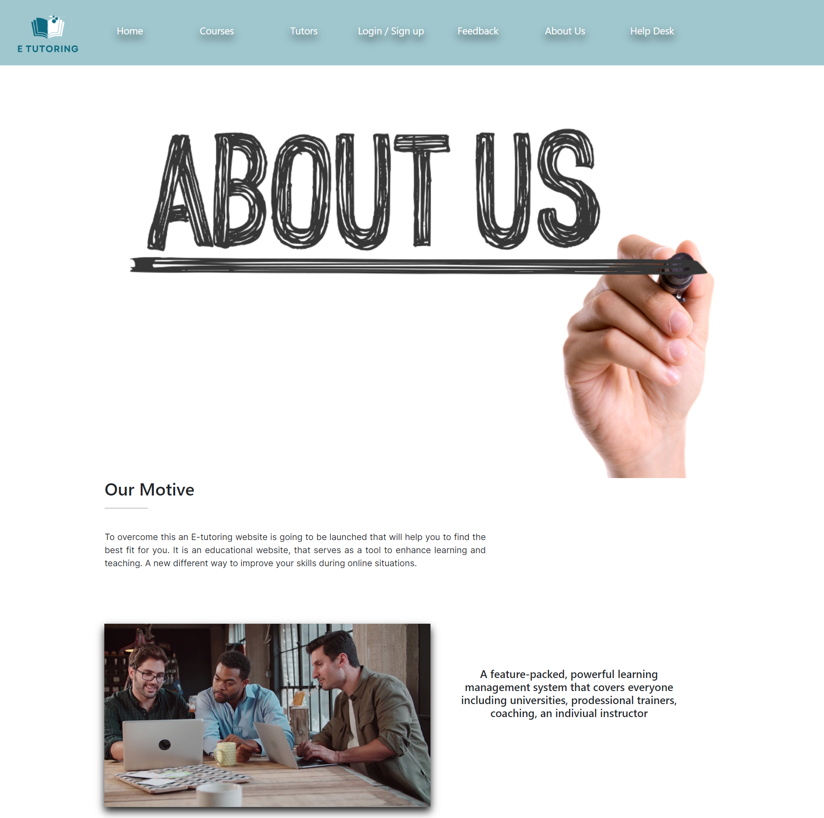 E TUTORING
Home
Courses
Tutors
Login / Sign up
Feedback
About Us
Help Desk
ABOUT US
Our Motive
To overcome this an E-tutoring website is going to be launched that will help you to find the
best fit for you. It is an educational website, that serves as a tool to enhance learning and
teaching. A new different way to improve your skills during online situations.
A feature-packed, powerful learning
management system that covers everyone
including universities, prodessional trainers,
coaching, an indiviual instructor